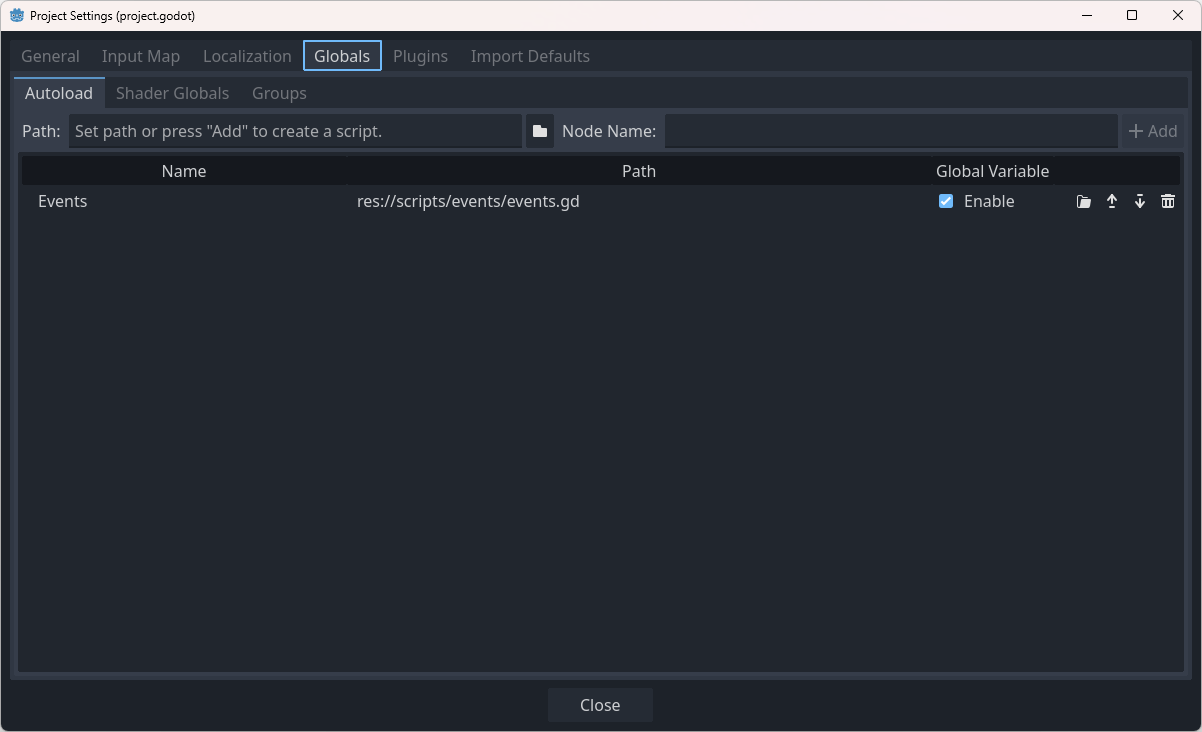 Project Settings (project.godot)
General Input Map Localization Globals Plugins Import Defaults
Autoload Shader Globals Groups
Path: Set path or press "Add" to create a script. Node Name: Add
Name Path Global Variable
Events res://scripts/events/events.gd Enable
Close